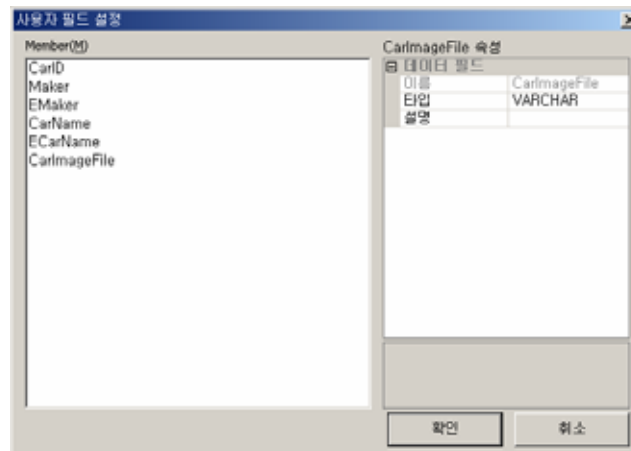 사용자 필드 설정
Member(M)
CarID
Maker
EMaker
CarName
ECarName
CarImageFile
CarImageFile 속성
데이터 필드
이름 CarImageFile
타입 VARCHAR
설명
확인 취소